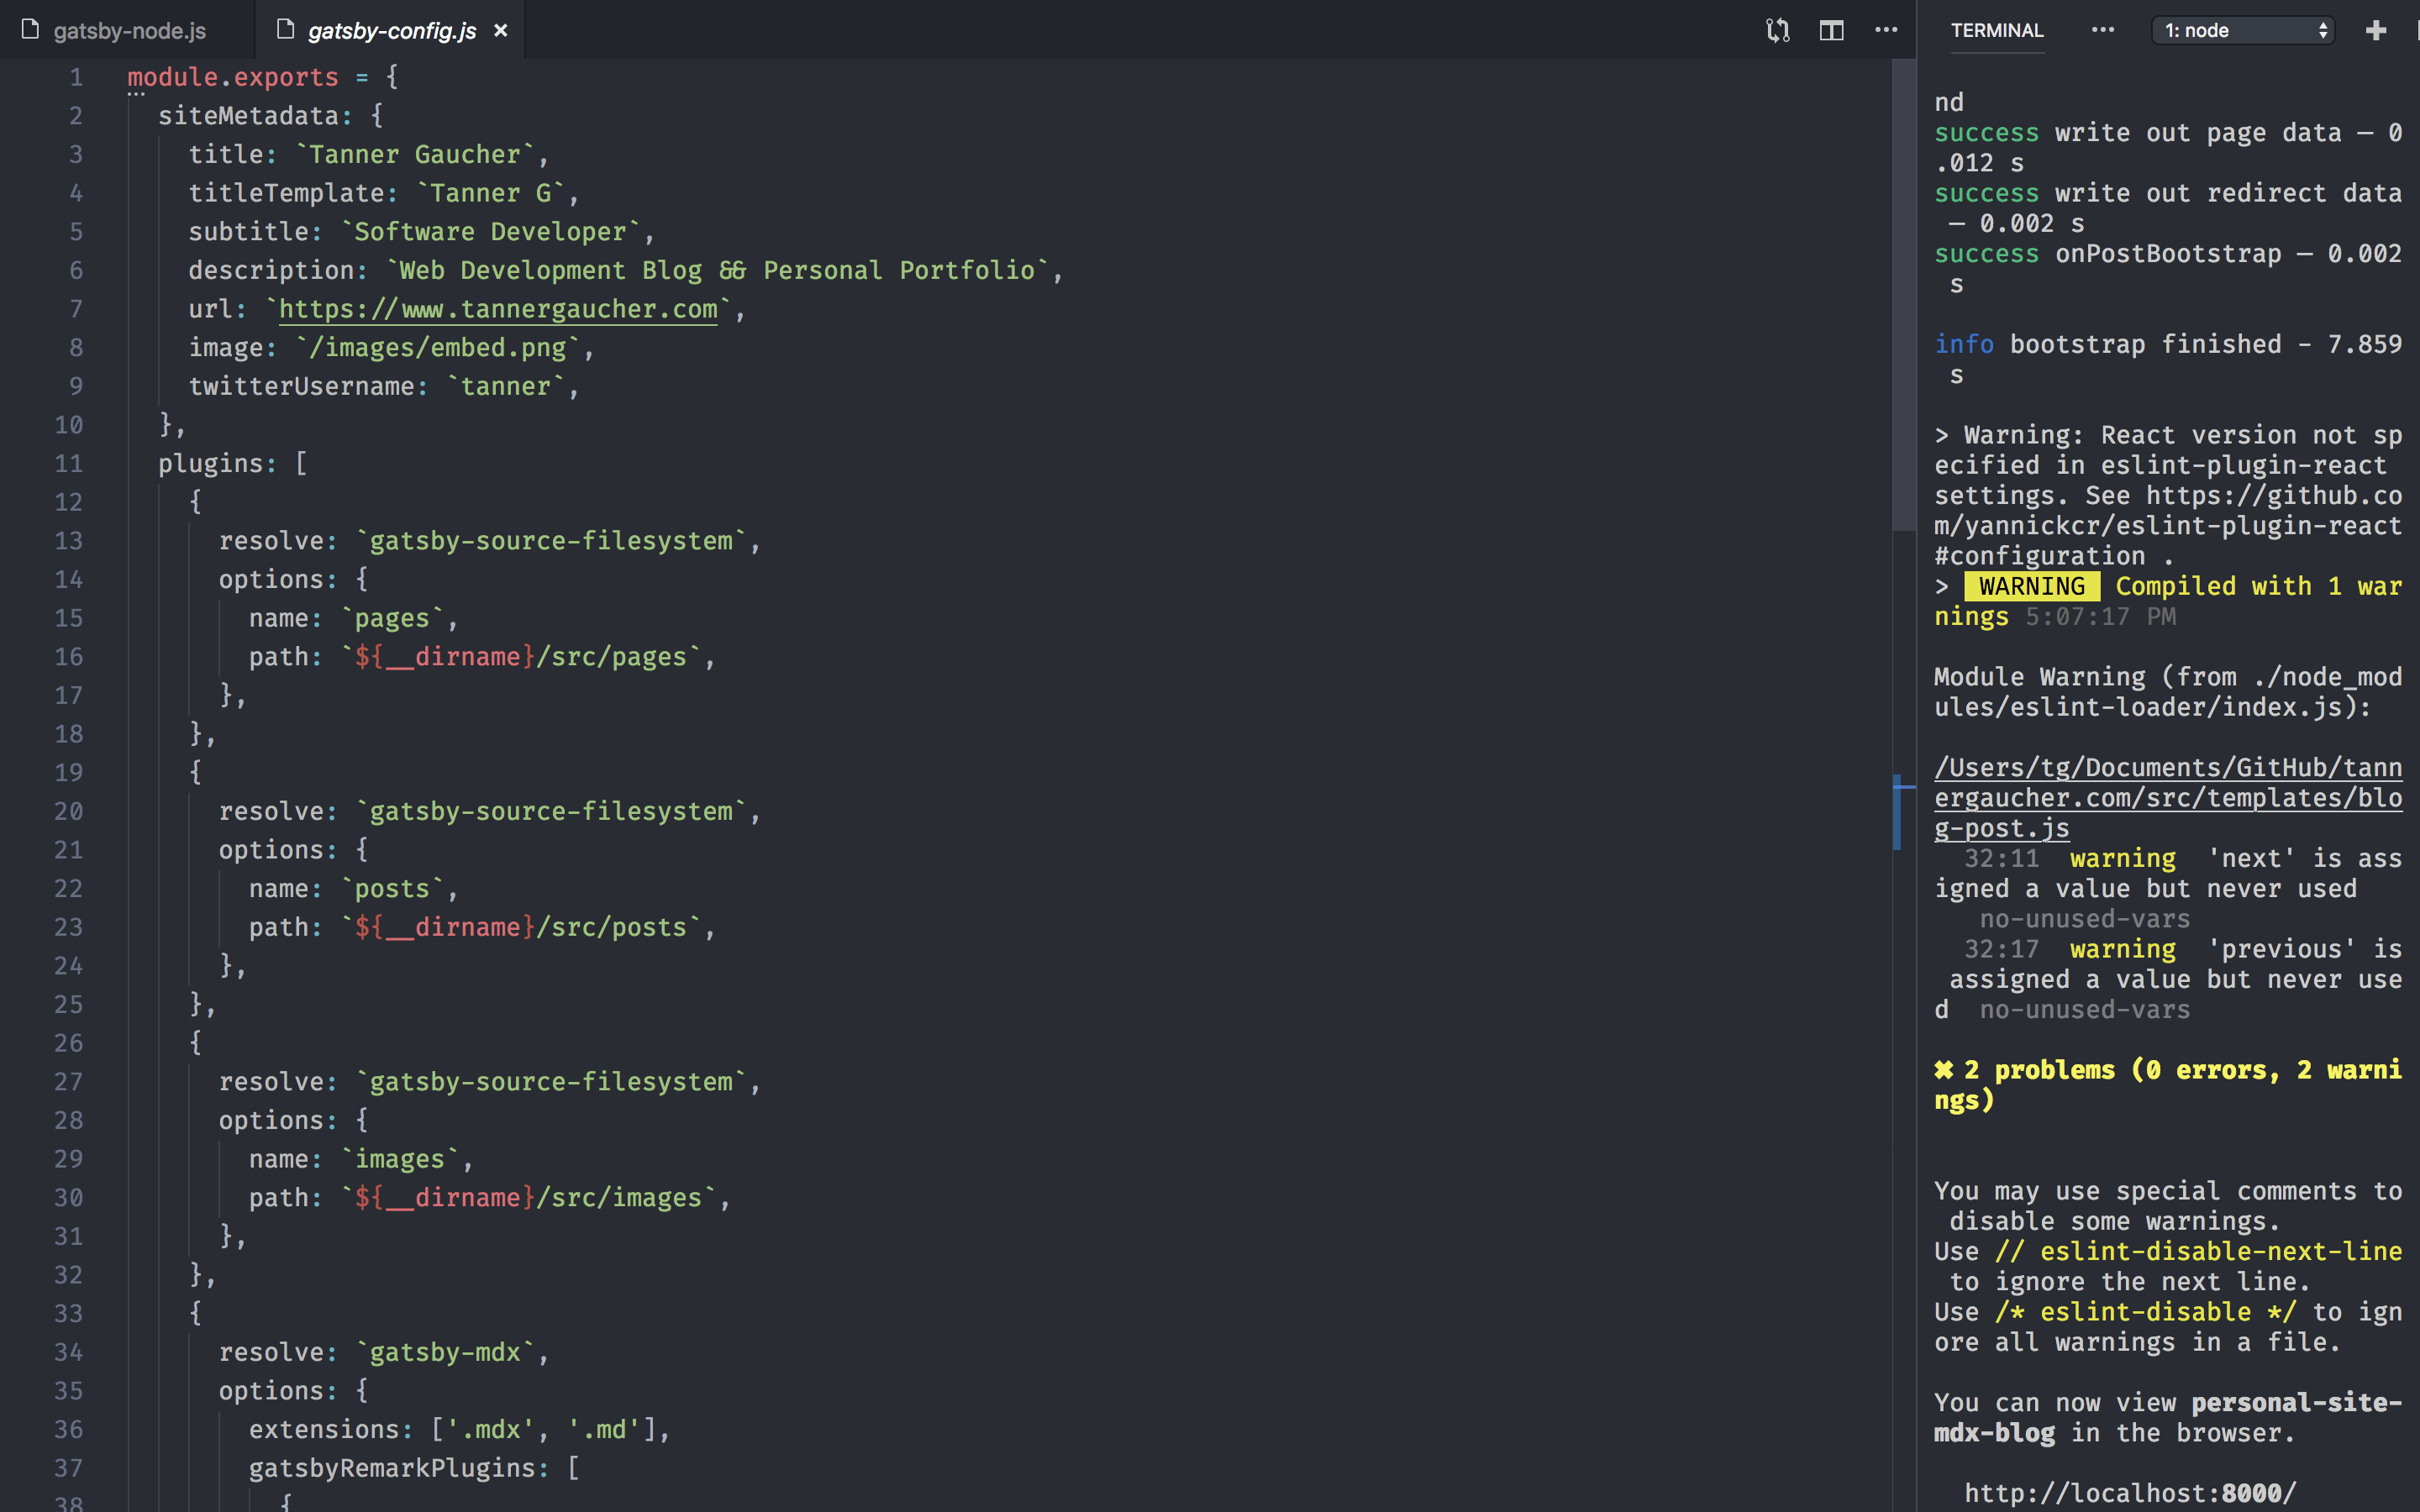 gatsby-node.js
gatsby-config.js
1 module.exports = {
2 siteMetadata: {
3 title: `Tanner Gaucher`,
4 titleTemplate: `Tanner G`,
5 subtitle: `Software Developer`,
6 description: `Web Development Blog && Personal Portfolio`,
7 url: `https://www.tannergaucher.com`,
8 image: `/images/embed.png`,
9 twitterUsername: `tanner`,
10 },
11 plugins: [
12 {
13 resolve: `gatsby-source-filesystem`,
14 options: {
15 name: `pages`,
16 path: `${__dirname}/src/pages`,
17 },
18 },
19 {
20 resolve: `gatsby-source-filesystem`,
21 options: {
22 name: `posts`,
23 path: `${__dirname}/src/posts`,
24 },
25 },
26 {
27 resolve: `gatsby-source-filesystem`,
28 options: {
29 name: `images`,
30 path: `${__dirname}/src/images`,
31 },
32 },
33 {
34 resolve: `gatsby-mdx`,
35 options: {
36 extensions: ['.mdx', '.md'],
37 gatsbyRemarkPlugins: [
38 {
TERMINAL
1: node
nd
success write out page data — 0
.012 s
success write out redirect data
— 0.002 s
success onPostBootstrap — 0.002
s
info bootstrap finished - 7.859
s
> Warning: React version not sp
ecified in eslint-plugin-react
settings. See https://github.co
m/yannickcr/eslint-plugin-react
#configuration .
> WARNING Compiled with 1 war
nings 5:07:17 PM
Module Warning (from ./node_mod
ules/eslint-loader/index.js):
/Users/tg/Documents/GitHub/tann
ergaucher.com/src/templates/blo
g-post.js
32:11 warning 'next' is ass
igned a value but never used
no-unused-vars
32:17 warning 'previous' is
assigned a value but never use
d no-unused-vars
✖ 2 problems (0 errors, 2 warni
ngs)
You may use special comments to
disable some warnings.
Use // eslint-disable-next-line
to ignore the next line.
Use /* eslint-disable */ to ign
ore all warnings in a file.
You can now view personal-site-
mdx-blog in the browser.
http://localhost:8000/